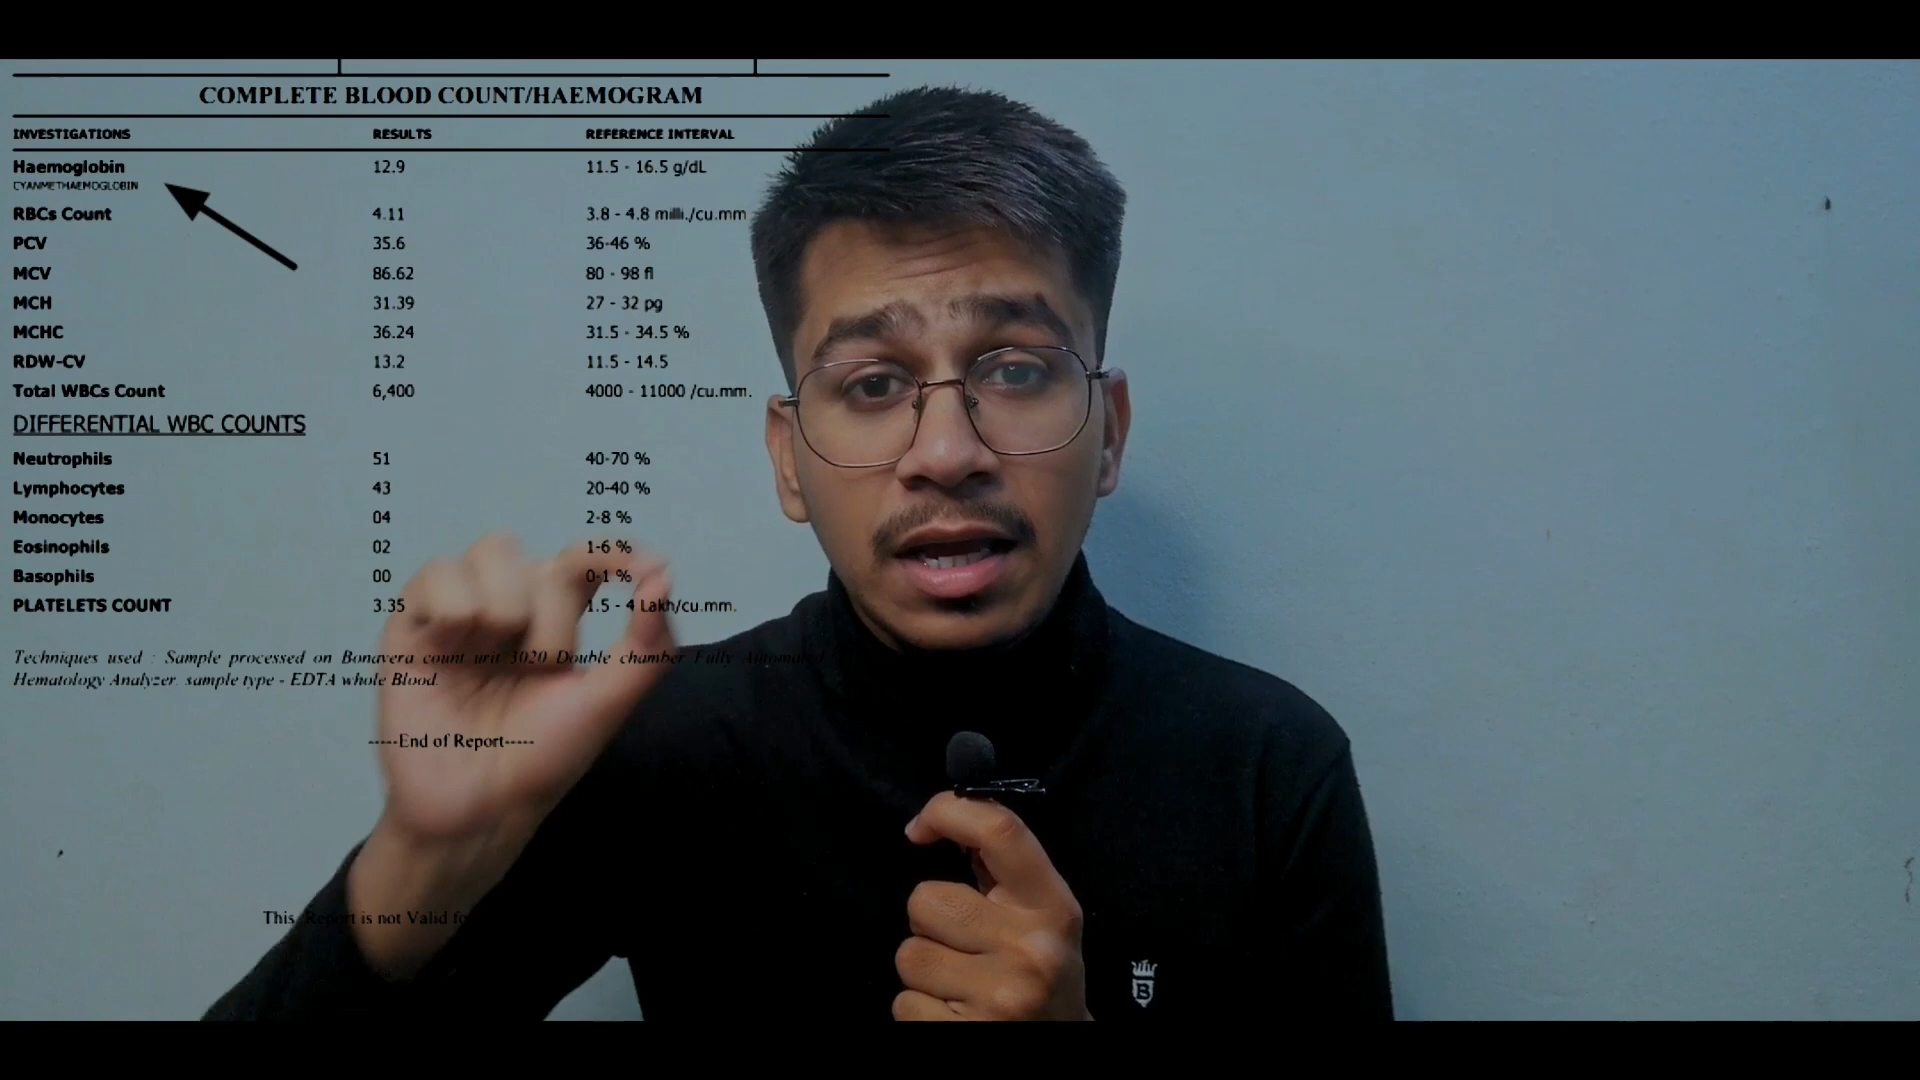 COMPLETE BLOOD COUNT/HAEMOGRAM
INVESTIGATIONS RESULTS REFERENCE INTERVAL
Haemoglobin 12.9 11.5 - 16.5 g/dL
CYANMETHAEMOGLOBIN
RBCs Count 4.11 3.8 - 4.8 milli./cu.mm
PCV 35.6 36-46 %
MCV 86.62 80 - 98 fl
MCH 31.39 27 - 32 pg
MCHC 36.24 31.5 - 34.5 %
RDW-CV 13.2 11.5 - 14.5
Total WBCs Count 6,400 4000 - 11000 /cu.mm.
DIFFERENTIAL WBC COUNTS
Neutrophils 51 40-70 %
Lymphocytes 43 20-40 %
Monocytes 04 2-8 %
Eosinophils 02 1-6 %
Basophils 00 0-1 %
PLATELETS COUNT 3.35 1.5 - 4 Lakh/cu.mm.
Techniques used : Sample processed on Bonavera count urit 3020 Double chamber Fully Automated
Hematology Analyzer. sample type - EDTA whole Blood.
-----End of Report-----
This Report is not Valid
B